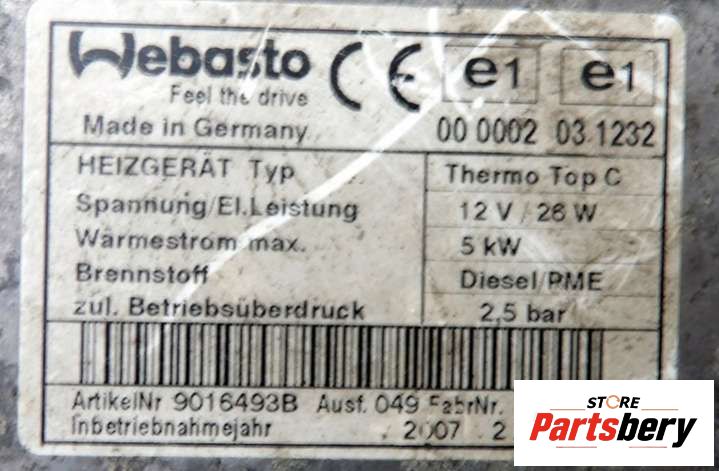 Webasto CE e1 e1
Feel the drive
Made in Germany 00 0002 03 1232
HEIZGERÄT Typ Thermo Top C
Spannung/El.Leistung 12 V / 26 W
Wärmestrom max. 5 kW
Brennstoff Diesel/PME
zul. Betriebsüberdruck 2,5 bar
ArtikelNr 9016493B Ausf. 049 FabrNr.
Inbetriebnahmejahr 2007 2
STORE
Partsbery